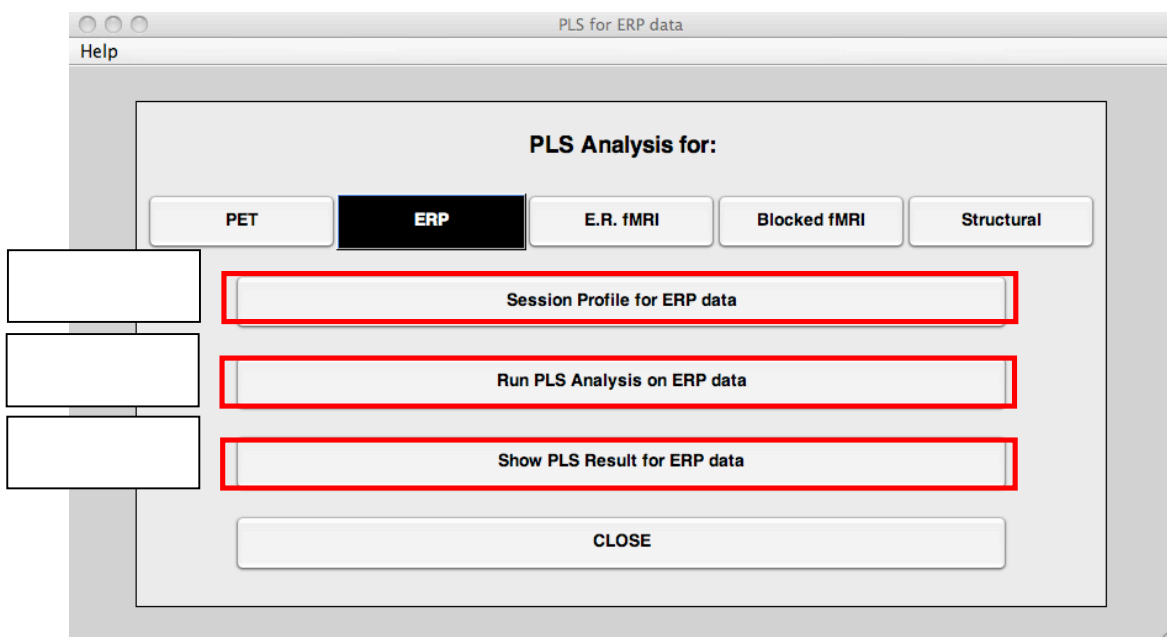 PLS for ERP data
Help
PLS Analysis for:
PET ERP E.R. fMRI Blocked fMRI Structural
Session Profile for ERP data
Run PLS Analysis on ERP data
Show PLS Result for ERP data
CLOSE